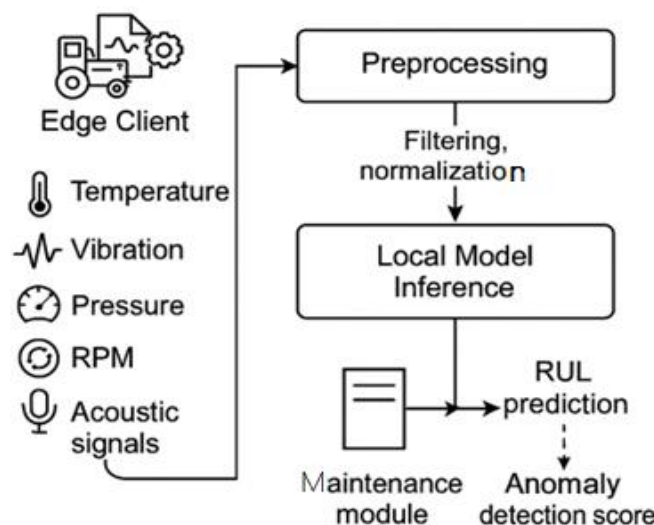 Edge Client
Temperature
Vibration
Pressure
RPM
Acoustic
signals
Preprocessing
Filtering,
normalization
Local Model
Inference
Maintenance
module
RUL
prediction
Anomaly
detection score